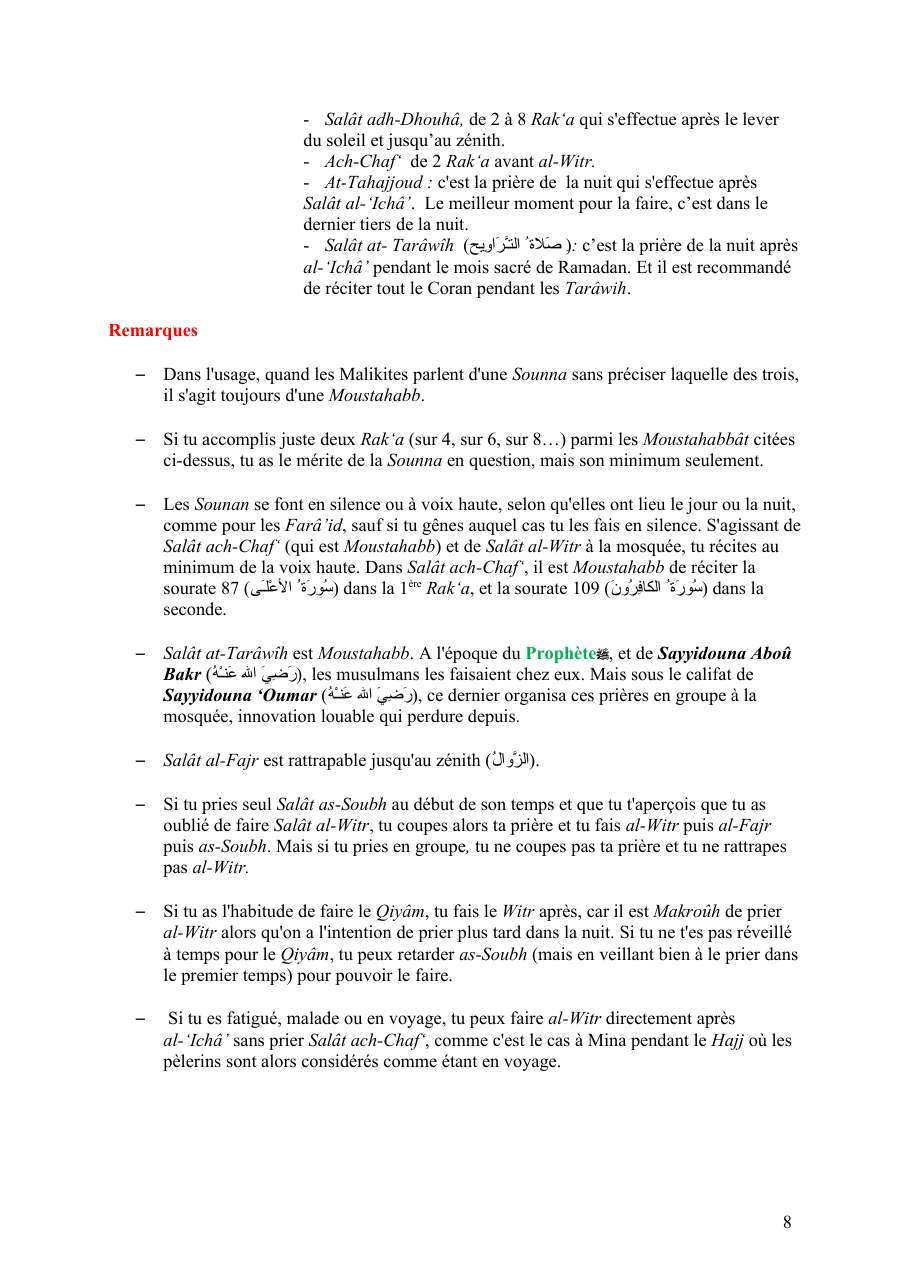 - Salât adh-Dhouhâ, de 2 à 8 Rak‘a qui s'effectue après le lever
du soleil et jusqu’au zénith.
- Ach-Chaf‘ de 2 Rak‘a avant al-Witr.
- At-Tahajjoud : c'est la prière de la nuit qui s'effectue après
Salât al-‘Ichâ’. Le meilleur moment pour la faire, c’est dans le
dernier tiers de la nuit.
- Salât at- Tarâwîh (صَلاةُ التـَّرَاويح ): c’est la prière de la nuit après
al-‘Ichâ’ pendant le mois sacré de Ramadan. Et il est recommandé
de réciter tout le Coran pendant les Tarâwih.
Remarques
– Dans l'usage, quand les Malikites parlent d'une Sounna sans préciser laquelle des trois,
il s'agit toujours d'une Moustahabb.
– Si tu accomplis juste deux Rak‘a (sur 4, sur 6, sur 8…) parmi les Moustahabbât citées
ci-dessus, tu as le mérite de la Sounna en question, mais son minimum seulement.
– Les Sounan se font en silence ou à voix haute, selon qu'elles ont lieu le jour ou la nuit,
comme pour les Farâ’id, sauf si tu gênes auquel cas tu les fais en silence. S'agissant de
Salât ach-Chaf‘ (qui est Moustahabb) et de Salât al-Witr à la mosquée, tu récites au
minimum de la voix haute. Dans Salât ach-Chaf‘, il est Moustahabb de réciter la
sourate 87 (سُورَةُ الأعْلـَى) dans la 1ère Rak‘a, et la sourate 109 (سُورَةُ الكافِرُونَ) dans la
seconde.
– Salât at-Tarâwîh est Moustahabb. A l'époque du Prophèteﷺ, et de Sayyidouna Aboû
Bakr (رَضِيَ الله عَنـْهُ), les musulmans les faisaient chez eux. Mais sous le califat de
Sayyidouna ‘Oumar (رَضِيَ الله عَنـْهُ), ce dernier organisa ces prières en groupe à la
mosquée, innovation louable qui perdure depuis.
– Salât al-Fajr est rattrapable jusqu'au zénith (الزَّوالُ).
– Si tu pries seul Salât as-Soubh au début de son temps et que tu t'aperçois que tu as
oublié de faire Salât al-Witr, tu coupes alors ta prière et tu fais al-Witr puis al-Fajr
puis as-Soubh. Mais si tu pries en groupe, tu ne coupes pas ta prière et tu ne rattrapes
pas al-Witr.
– Si tu as l'habitude de faire le Qiyâm, tu fais le Witr après, car il est Makroûh de prier
al-Witr alors qu'on a l'intention de prier plus tard dans la nuit. Si tu ne t'es pas réveillé
à temps pour le Qiyâm, tu peux retarder as-Soubh (mais en veillant bien à le prier dans
le premier temps) pour pouvoir le faire.
– Si tu es fatigué, malade ou en voyage, tu peux faire al-Witr directement après
al-‘Ichâ’ sans prier Salât ach-Chaf‘, comme c'est le cas à Mina pendant le Hajj où les
pèlerins sont alors considérés comme étant en voyage.
8